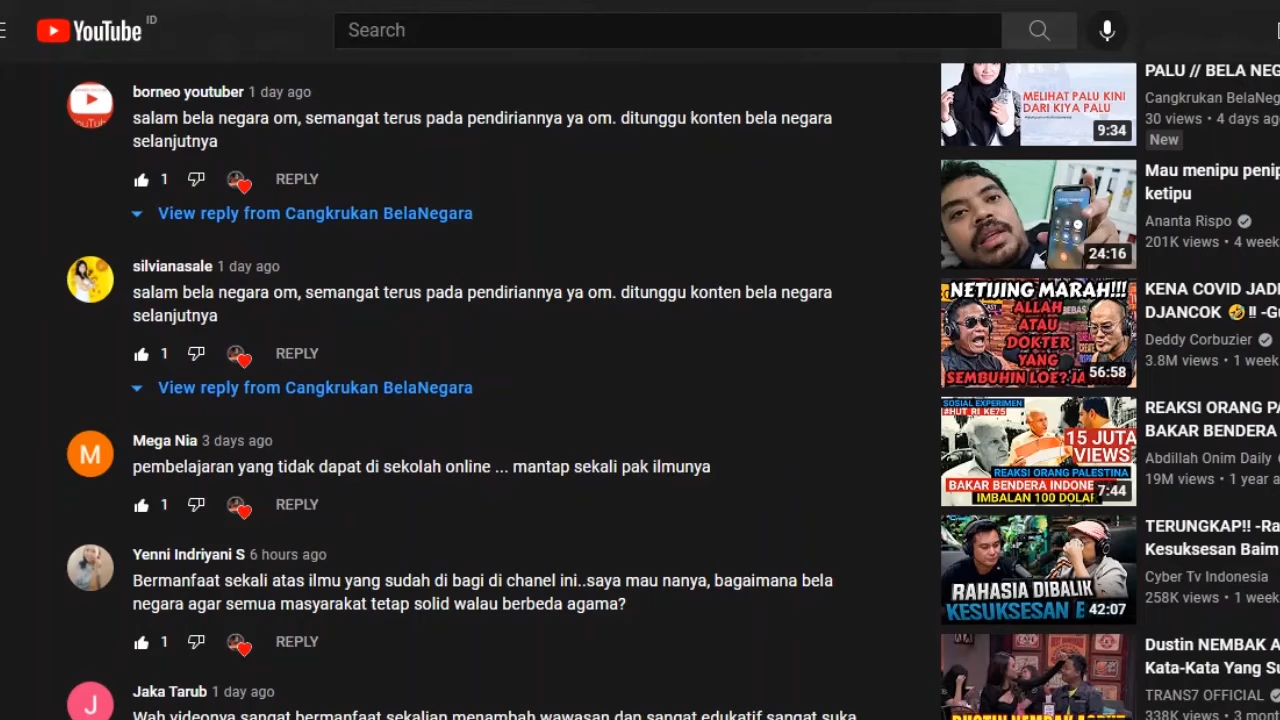 YouTube ID
Search
borneo youtuber 1 day ago
salam bela negara om, semangat terus pada pendiriannya ya om. ditunggu konten bela negara
selanjutnya
1 REPLY
View reply from Cangkrukan BelaNegara
silvianasale 1 day ago
salam bela negara om, semangat terus pada pendiriannya ya om. ditunggu konten bela negara
selanjutnya
1 REPLY
View reply from Cangkrukan BelaNegara
M
Mega Nia 3 days ago
pembelajaran yang tidak dapat di sekolah online ... mantap sekali pak ilmunya
1 REPLY
Yenni Indriyani S 6 hours ago
Bermanfaat sekali atas ilmu yang sudah di bagi di chanel ini..saya mau nanya, bagaimana bela
negara agar semua masyarakat tetap solid walau berbeda agama?
1 REPLY
J
Jaka Tarub 1 day ago
Wah videonya sangat bermanfaat sekalian menambah wawasan dan sangat edukatif sangat suka
MELIHAT PALU KINI
DARI KIYA PALU
9:34
PALU // BELA NEG
Cangkrukan BelaNeg
30 views • 4 days ag
New
24:16
Mau menipu penip
ketipu
Ananta Rispo
201K views • 4 week
NETIJING MARAH!!!
ALLAH
ATAU
DOKTER
YANG
SEMBUHIN LOE? JA
56:58
KENA COVID JADI
DJANCOK 🤣 !! -Gu
Deddy Corbuzier
3.8M views • 1 week
SOSIAL EXPERIMEN
#HUT_RI_KE75
15 JUTA
VIEWS
REAKSI ORANG PALESTINA
BAKAR BENDERA INDONE
IMBALAN 100 DOLAR
7:44
REAKSI ORANG PA
BAKAR BENDERA
Abdillah Onim Daily
19M views • 1 year a
RAHASIA DIBALIK
KESUKSESAN B
42:07
TERUNGKAP!! -Ra
Kesuksesan Baim
Cyber Tv Indonesia
258K views • 1 week
Dustin NEMBAK A
Kata-Kata Yang Su
TRANS7 OFFICIAL
338K views • 3 mont